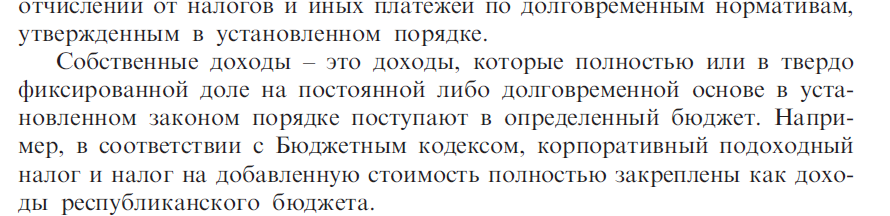 отчислений от налогов и иных платежей по долговременным нормативам,
утвержденным в установленном порядке.
Собственные доходы – это доходы, которые полностью или в твердо
фиксированной доле на постоянной либо долговременной основе в уста-
новленном законом порядке поступают в определенный бюджет. Напри-
мер, в соответствии с Бюджетным кодексом, корпоративный подоходный
налог и налог на добавленную стоимость полностью закреплены как дохо-
ды республиканского бюджета.